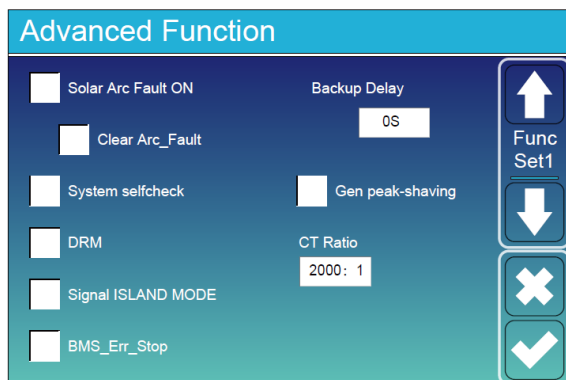 Advanced Function
Solar Arc Fault ON
Clear Arc_Fault
System selfcheck
DRM
Signal ISLAND MODE
BMS_Err_Stop
Backup Delay
0S
Gen peak-shaving
CT Ratio
2000: 1
Func
Set1